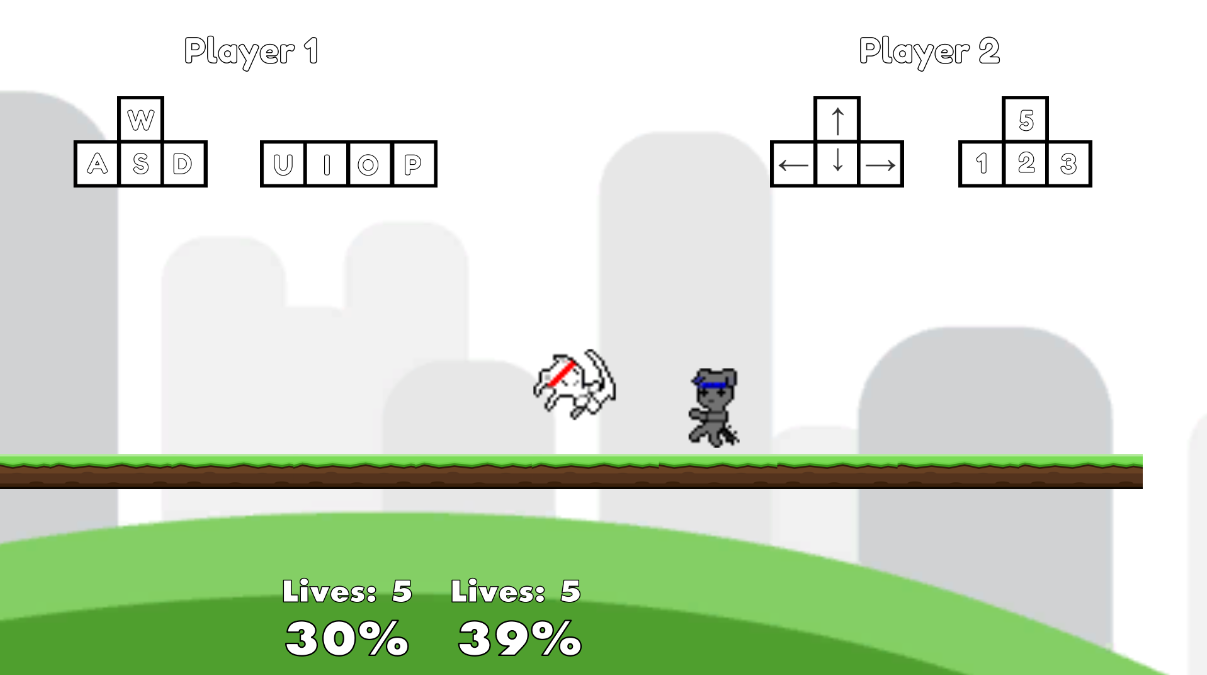 Player 1
Player 2
W
A S D
U I O P
↑
← ↓ →
5
1 2 3
Lives: 5
30%
Lives: 5
39%